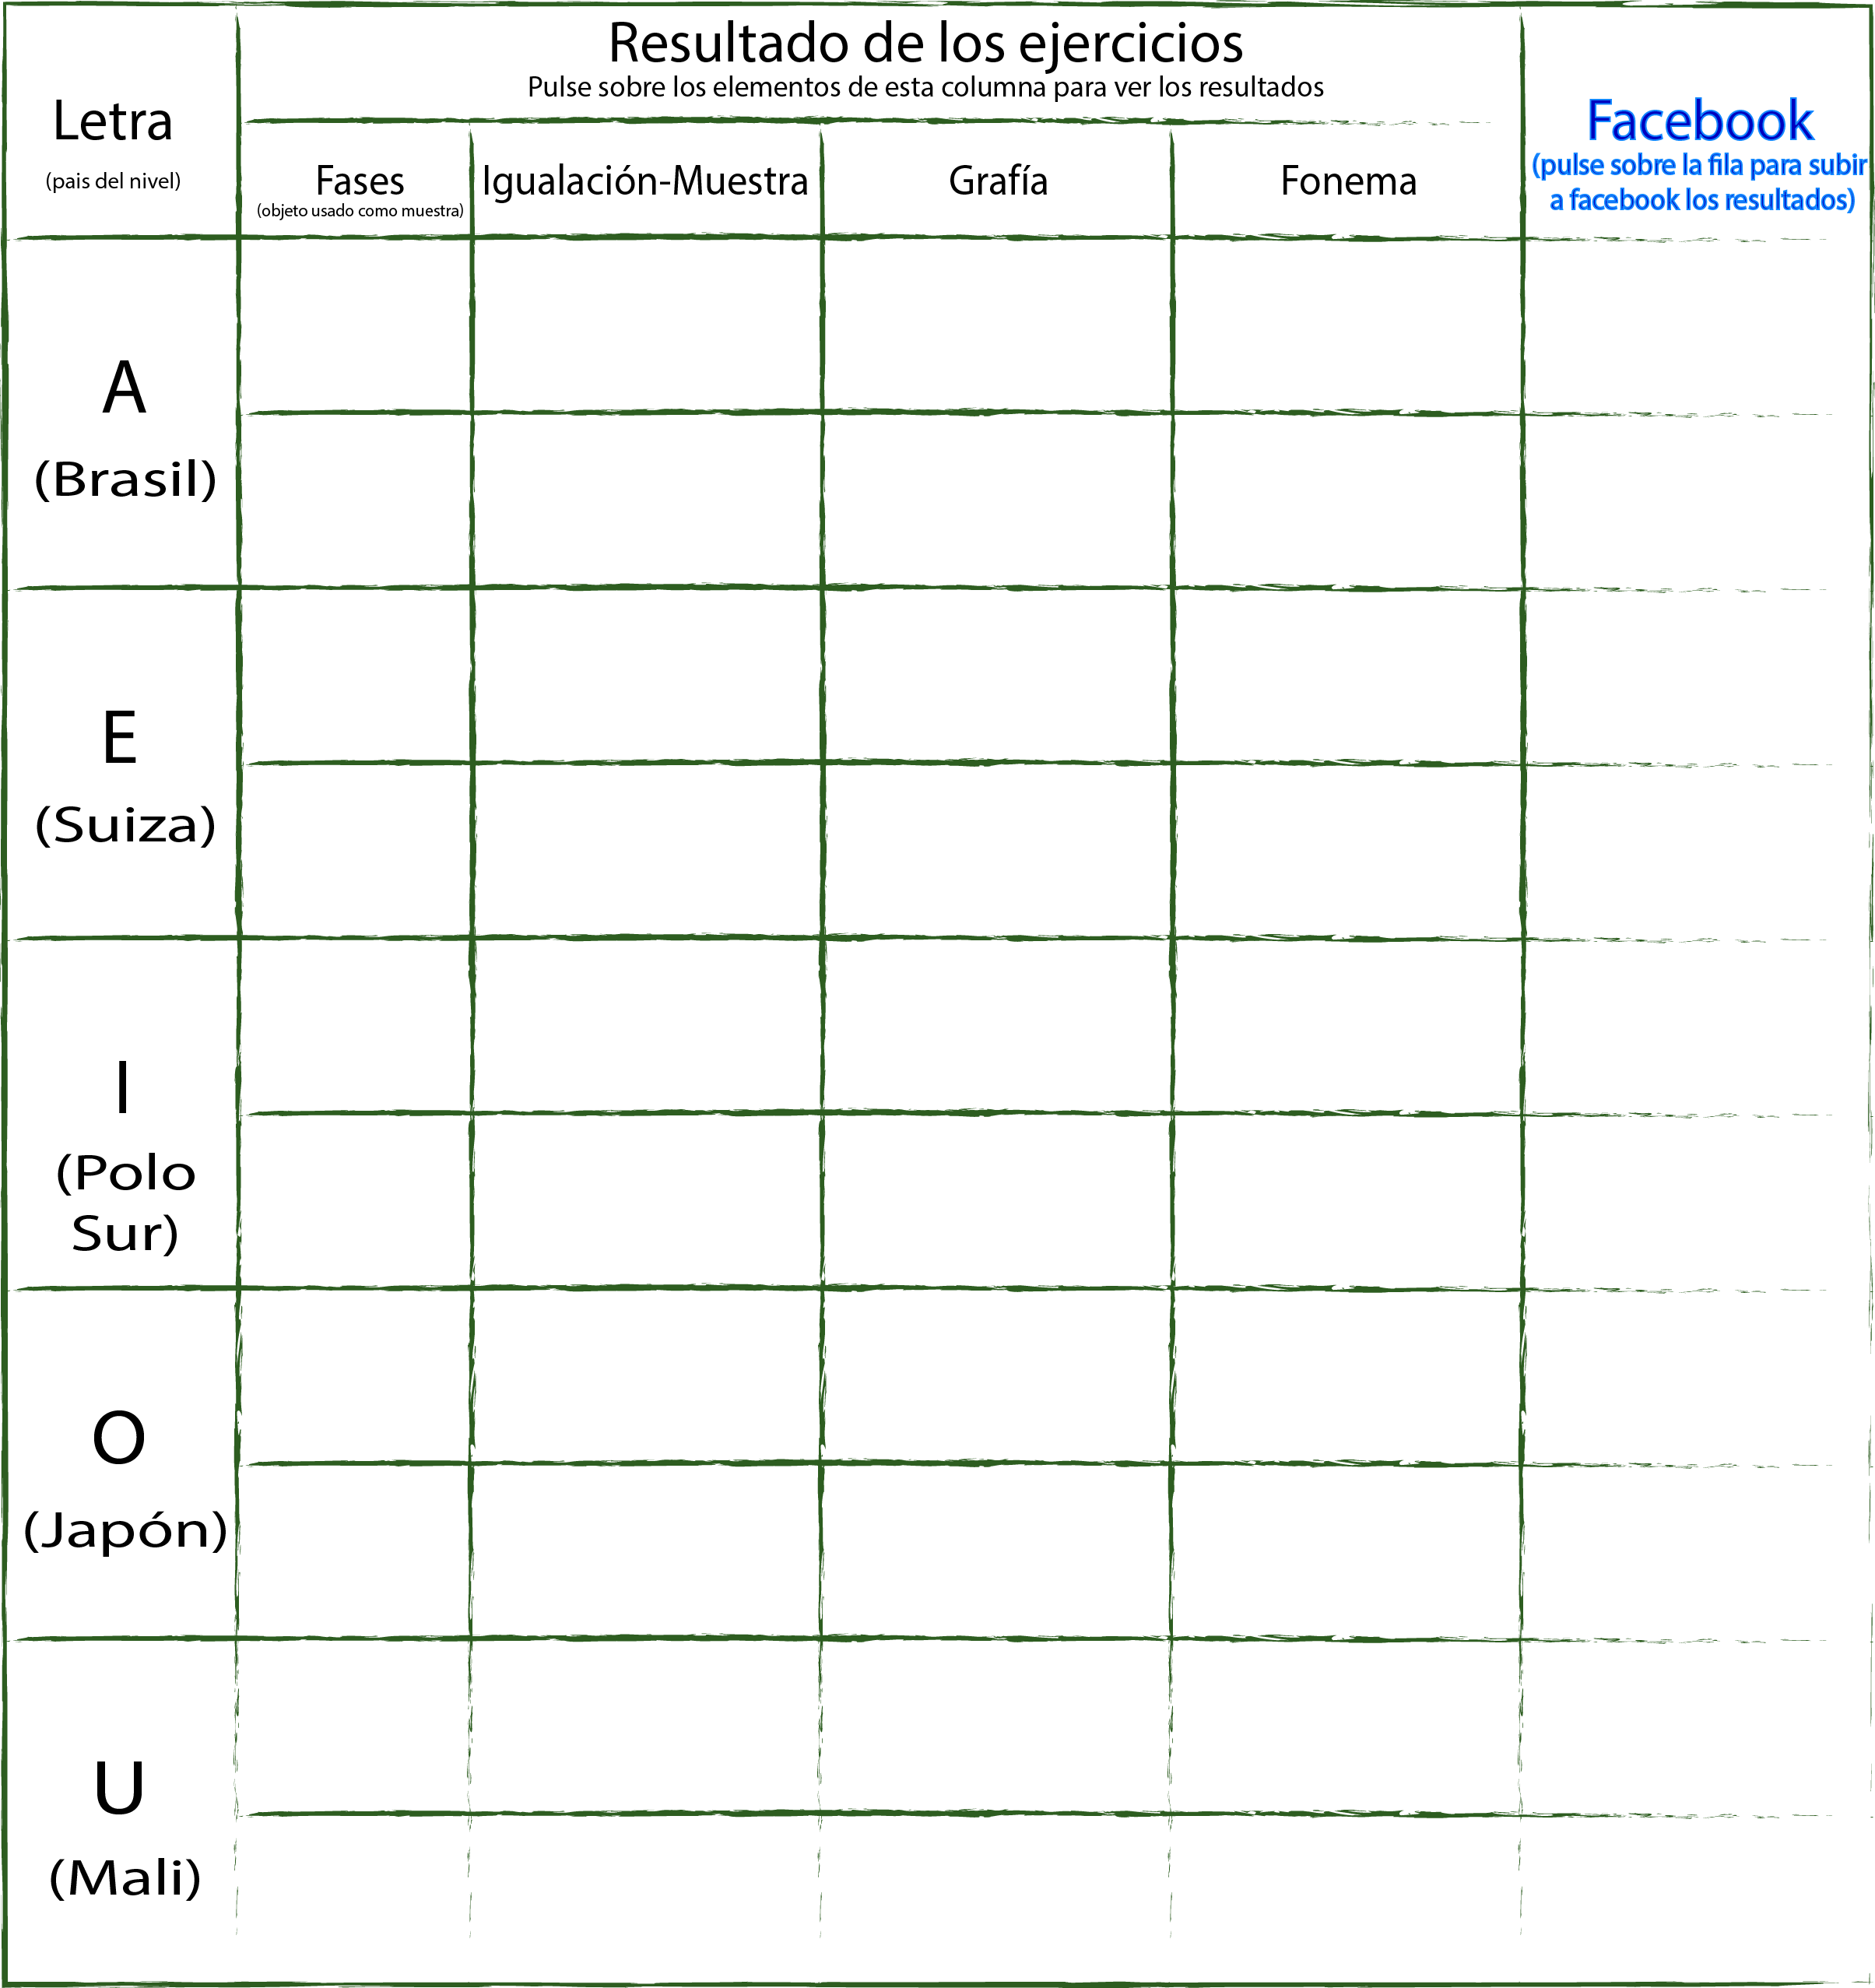 Resultado de los ejercicios
Pulse sobre los elementos de esta columna para ver los resultados
Letra
(pais del nivel)
Fases
(objeto usado como muestra)
Igualación-Muestra
Grafía
Fonema
Facebook
(pulse sobre la fila para subir
a facebook los resultados)
A
(Brasil)
E
(Suiza)
I
(Polo
Sur)
O
(Japón)
U
(Mali)